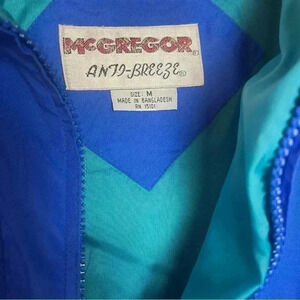 McGREGOR®
ANTI-BREEZE®
SIZE: M
MADE IN BANGLADESH
RN 15101